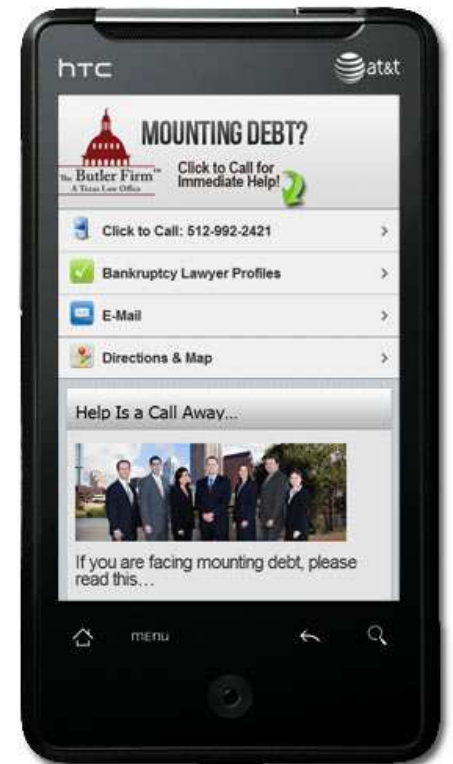 hTC
at&t
MOUNTING DEBT?
Click to Call for
Immediate Help!
The Butler Firm™
A Texas Law Office
Click to Call: 512-992-2421
Bankruptcy Lawyer Profiles
E-Mail
Directions & Map
Help Is a Call Away...
If you are facing mounting debt, please
read this...
menu